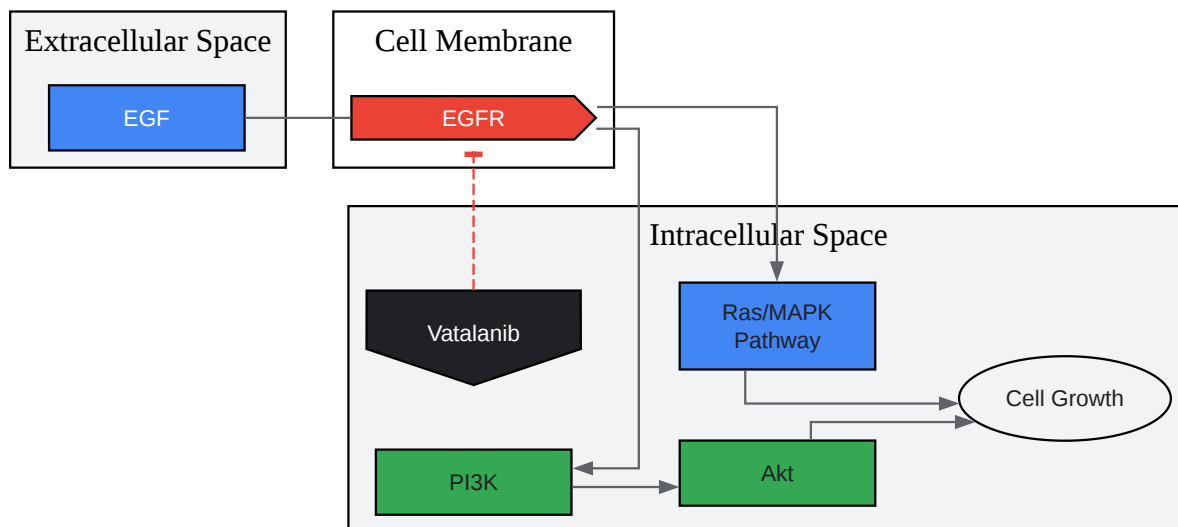 Extracellular Space
Cell Membrane
EGF
EGFR
Intracellular Space
Vatalanib
Ras/MAPK
Pathway
Cell Growth
PI3K
Akt